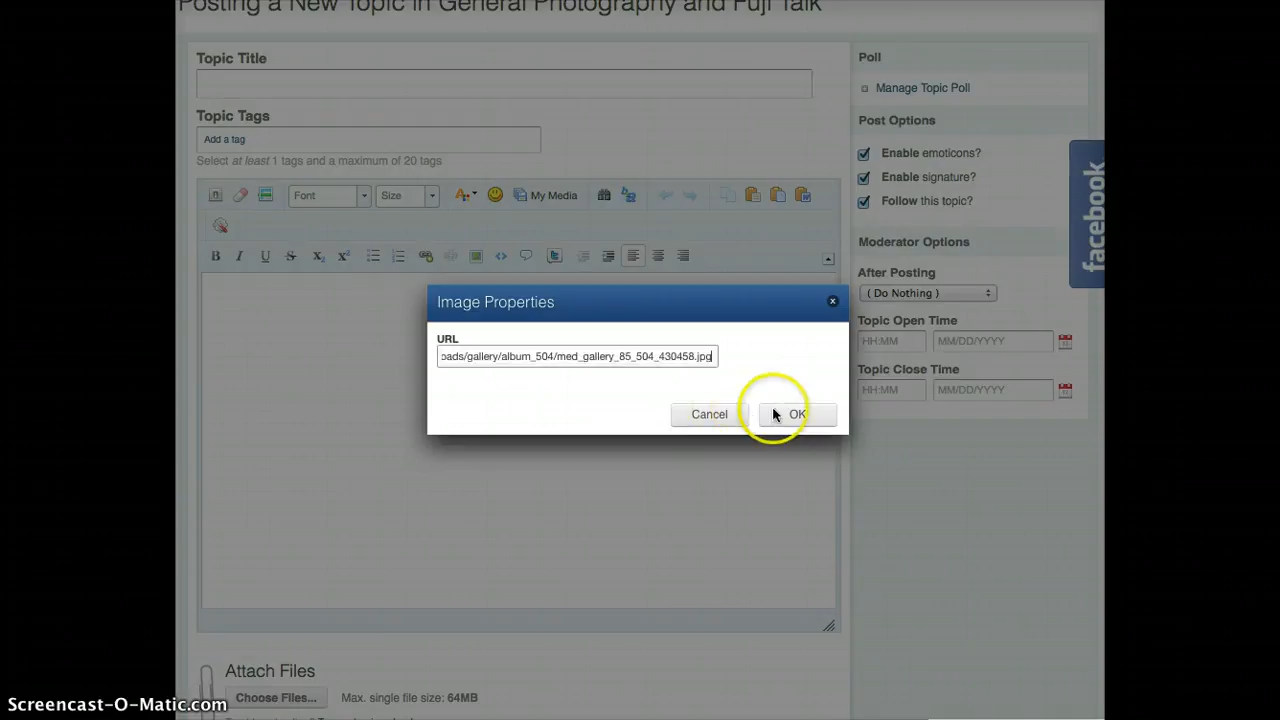 Posting a New Topic in General Photography and Fuji Talk
Topic Title
Topic Tags
Add a tag
Select at least 1 tags and a maximum of 20 tags
Font
Size
My Media
Image Properties
URL
oads/gallery/album_504/med_gallery_85_504_430458.jpg
Cancel
OK
Attach Files
Choose Files...
Max. single file size: 64MB
Poll
Manage Topic Poll
Post Options
Enable emoticons?
Enable signature?
Follow this topic?
Moderator Options
After Posting
( Do Nothing )
Topic Open Time
HH:MM
MM/DD/YYYY
Topic Close Time
HH:MM
MM/DD/YYYY
facebook
Screencast-O-Matic.com